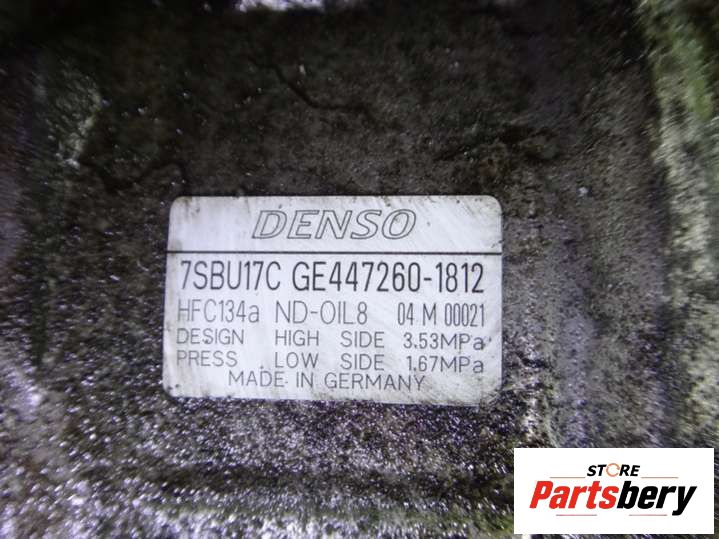 DENSO
7SBU17C GE447260-1812
HFC134a ND-OIL8 04 M 00021
DESIGN HIGH SIDE 3.53MPa
PRESS LOW SIDE 1.67MPa
MADE IN GERMANY
STORE
Partsbery